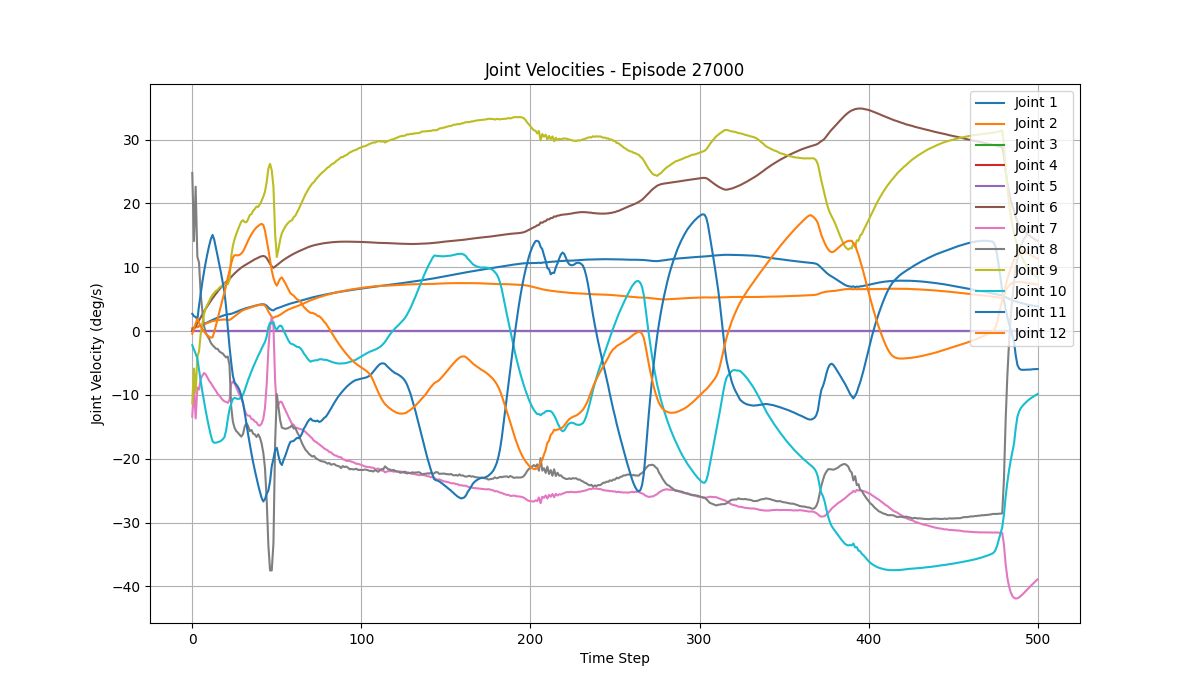 Joint Velocities - Episode 27000
Joint Velocity (deg/s)
30
20
10
0
−10
−20
−30
−40
0 100 200 300 400 500
Time Step
Joint 1
Joint 2
Joint 3
Joint 4
Joint 5
Joint 6
Joint 7
Joint 8
Joint 9
Joint 10
Joint 11
Joint 12